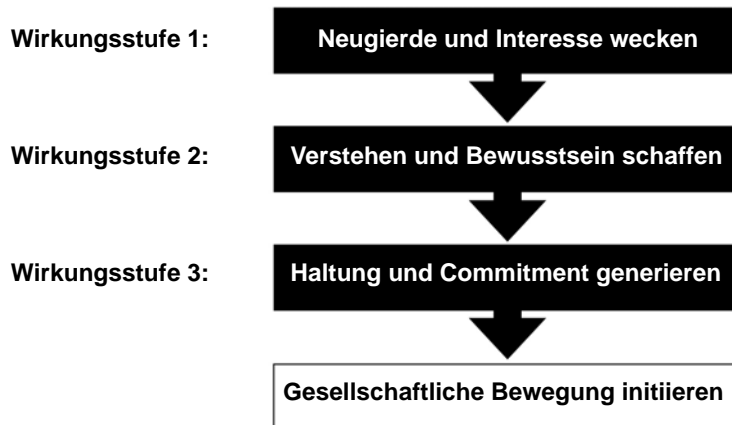 Wirkungsstufe 1: Neugierde und Interesse wecken
Wirkungsstufe 2: Verstehen und Bewusstsein schaffen
Wirkungsstufe 3: Haltung und Commitment generieren
Gesellschaftliche Bewegung initiieren